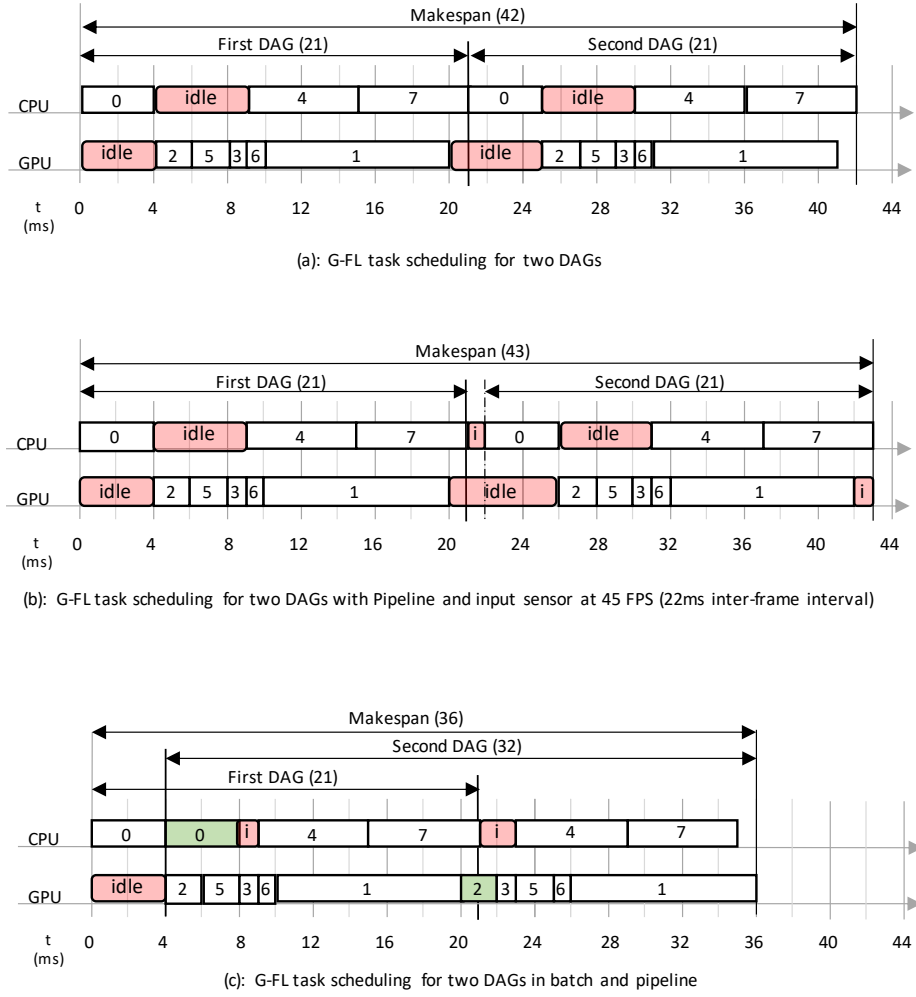 Makespan (42)
First DAG (21) Second DAG (21)
CPU 0 idle 4 7 0 idle 4 7
GPU idle 2 5 3 6 1 idle 2 5 3 6 1
t (ms) 0 4 8 12 16 20 24 28 32 36 40 44
(a): G-FL task scheduling for two DAGs
Makespan (43)
First DAG (21) Second DAG (21)
CPU 0 idle 4 7 i 0 idle 4 7
GPU idle 2 5 3 6 1 idle 2 5 3 6 1 i
t (ms) 0 4 8 12 16 20 24 28 32 36 40 44
(b): G-FL task scheduling for two DAGs with Pipeline and input sensor at 45 FPS (22ms inter-frame interval)
Makespan (36)
Second DAG (32)
First DAG (21)
CPU 0 0 i 4 7 i 4 7
GPU idle 2 5 3 6 1 2 3 5 6 1
t (ms) 0 4 8 12 16 20 24 28 32 36 40 44
(c): G-FL task scheduling for two DAGs in batch and pipeline